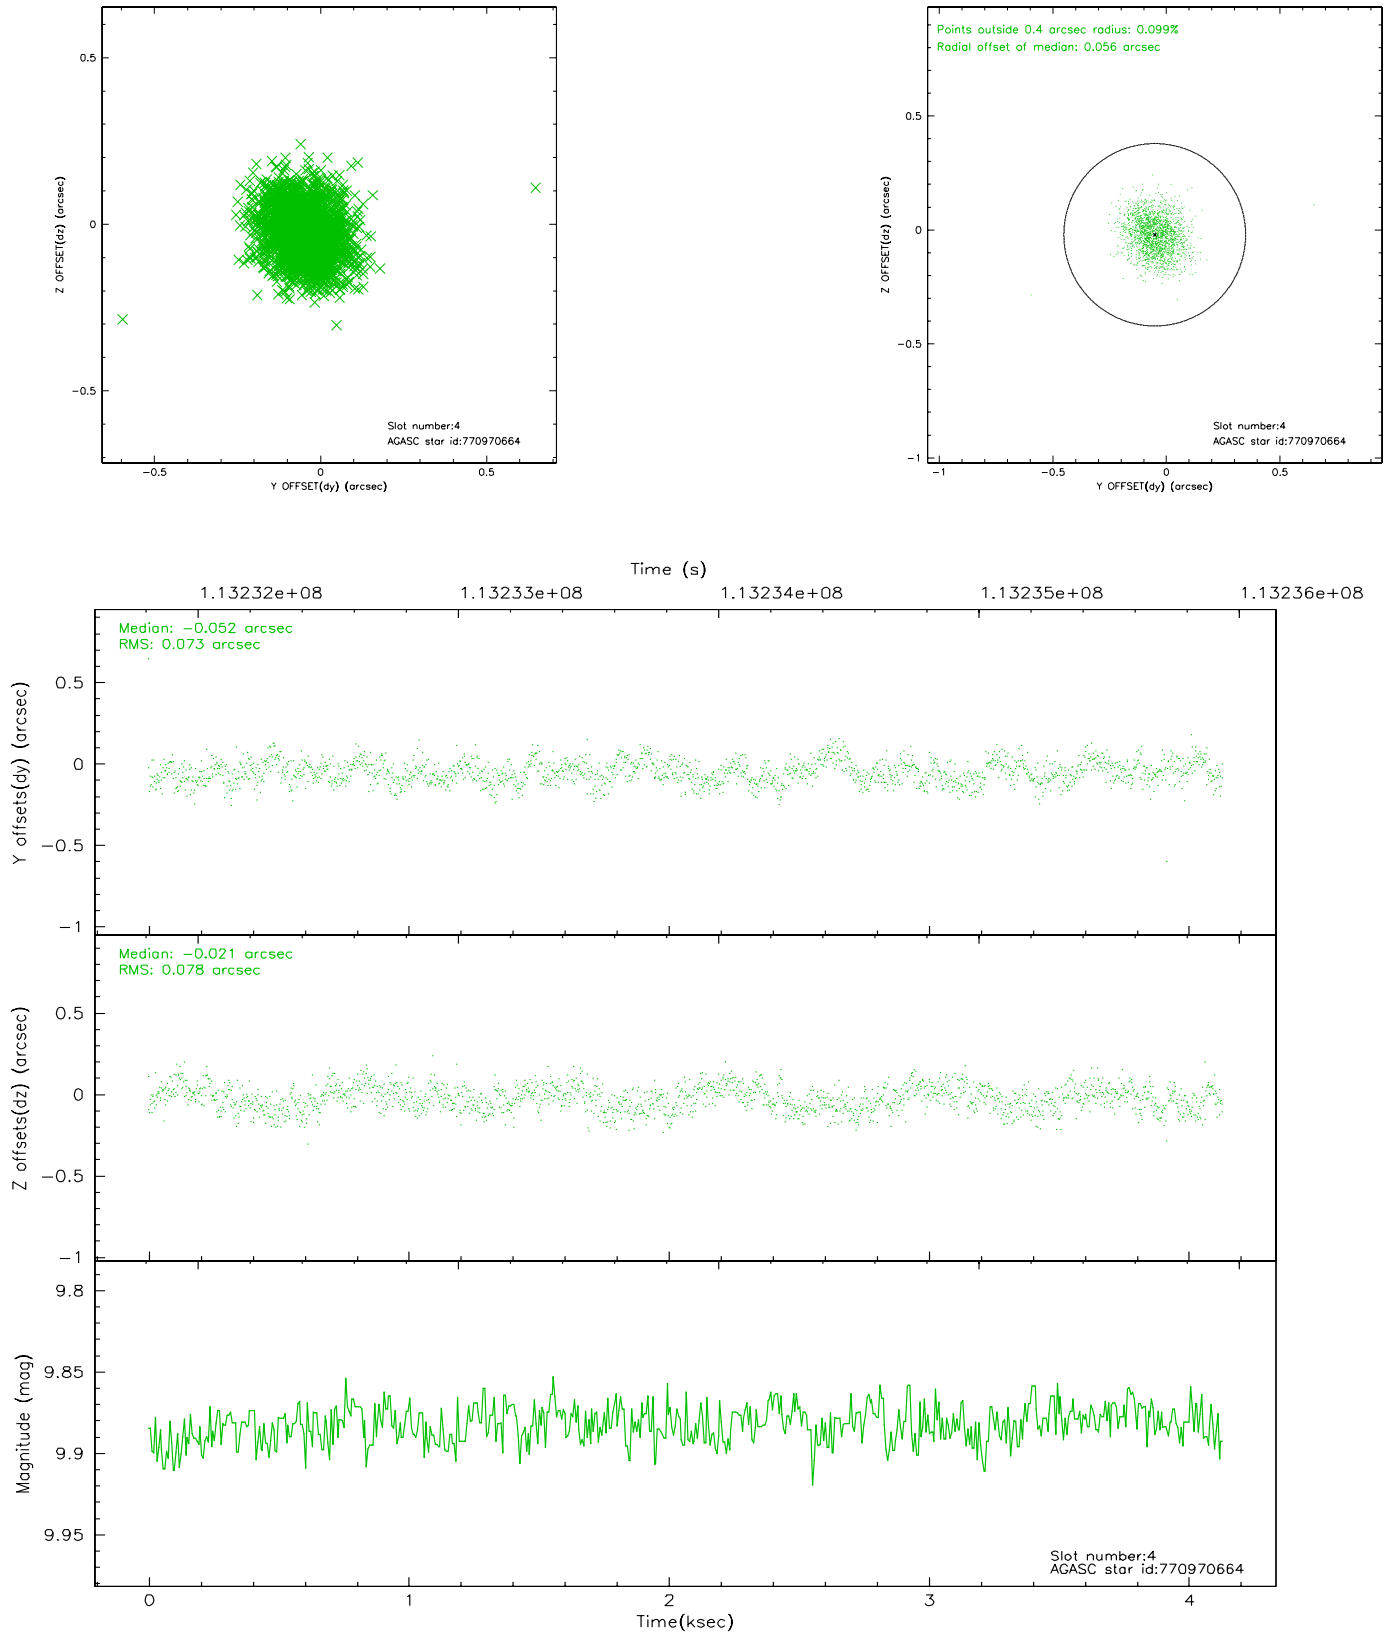 0.5
0
−0.5
Z OFFSET(dz) (arcsec)
Slot number:4
AGASC star id:770970664
−0.5 0 0.5
Y OFFSET(dy) (arcsec)
Points outside 0.4 arcsec radius: 0.099%
Radial offset of median: 0.056 arcsec
0.5
0
−0.5
−1
Z OFFSET(dz) (arcsec)
Slot number:4
AGASC star id:770970664
−1 −0.5 0 0.5
Y OFFSET(dy) (arcsec)
Time (s)
1.13232e+08 1.13233e+08 1.13234e+08 1.13235e+08 1.13236e+08
Median: −0.052 arcsec
RMS: 0.073 arcsec
0.5
0
−0.5
−1
Y offsets(dy) (arcsec)
Median: −0.021 arcsec
RMS: 0.078 arcsec
0.5
0
−0.5
−1
Z offsets(dz) (arcsec)
9.8
9.85
9.9
9.95
Magnitude (mag)
Slot number:4
AGASC star id:770970664
0 1 2 3 4
Time(ksec)